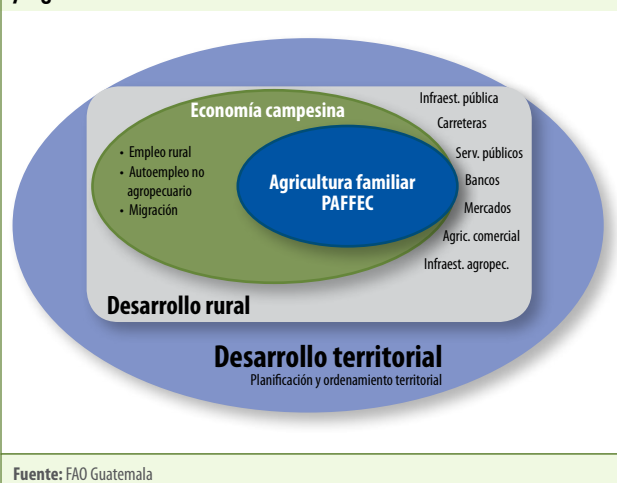 Economía campesina
• Empleo rural
• Autoempleo no
agropecuario
• Migración
Agricultura familiar
PAFFEC
Infraest. pública
Carreteras
Serv. públicos
Bancos
Mercados
Agric. comercial
Infraest. agropec.
Desarrollo rural
Desarrollo territorial
Planificación y ordenamiento territorial
Fuente: FAO Guatemala